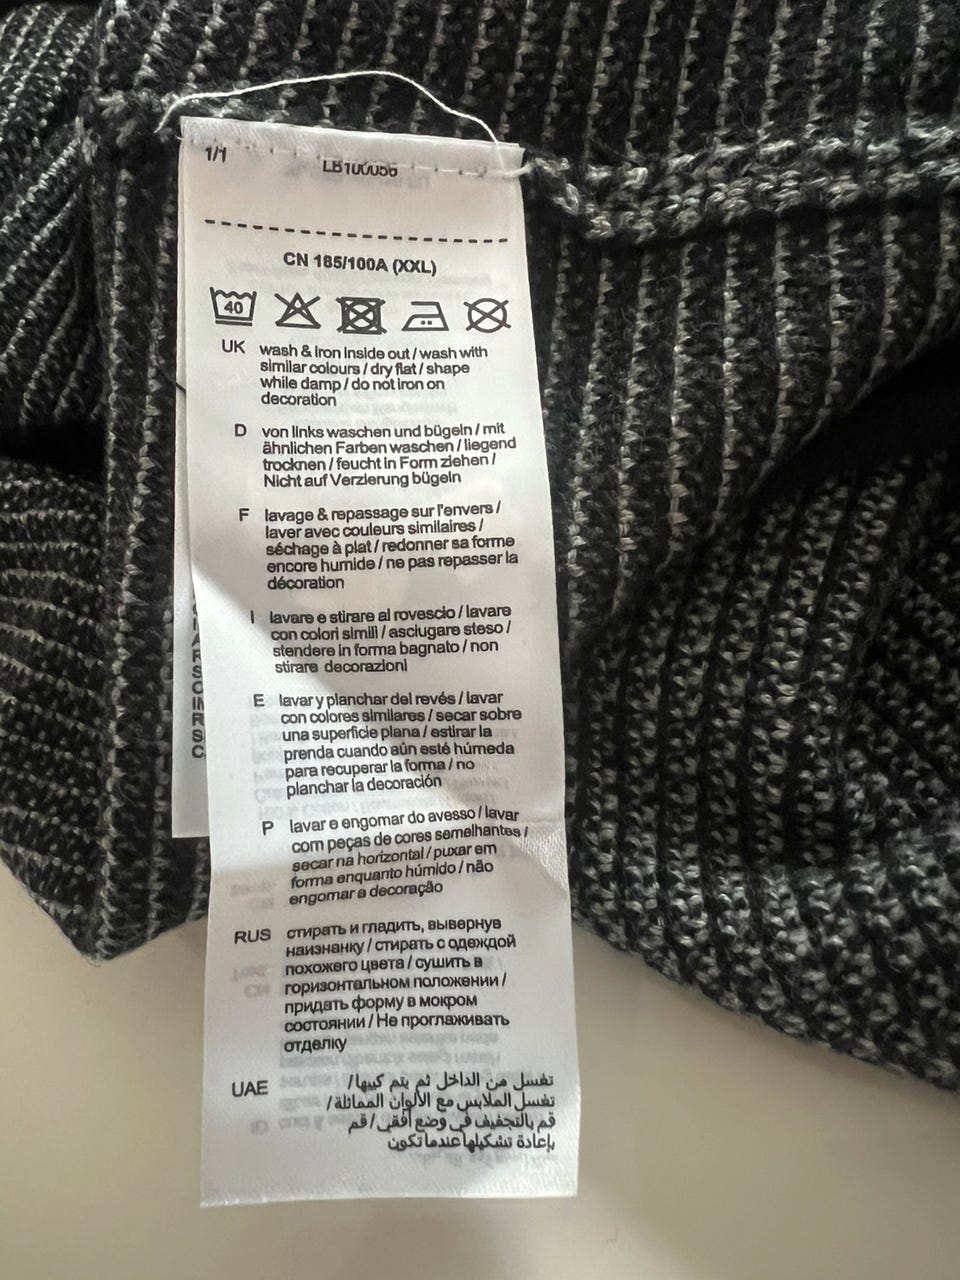 1/1
LB100056
CN 185/100A (XXL)
40
UK wash & iron inside out / wash with
similar colours / dry flat / shape
while damp / do not iron on
decoration
D von links waschen und bügeln / mit
ähnlichen Farben waschen / liegend
trocknen / feucht in Form ziehen /
Nicht auf Verzierung bügeln
F lavage & repassage sur l'envers /
laver avec couleurs similaires /
séchage à plat / redonner sa forme
encore humide / ne pas repasser la
décoration
I lavare e stirare al rovescio / lavare
con colori simili / asciugare steso /
stendere in forma bagnato / non
stirare decorazioni
E lavar y planchar del revés / lavar
con colores similares / secar sobre
una superficie plana / estirar la
prenda cuando aún esté húmeda
para recuperar la forma / no
planchar la decoración
P lavar e engomar do avesso / lavar
com peças de cores semelhantes /
secar na horizontal / puxar em
forma enquanto húmido / não
engomar a decoração
RUS стирать и гладить, вывернув
наизнанку / стирать с одеждой
похожего цвета / сушить в
горизонтальном положении /
придать форму в мокром
состоянии / Не проглаживать
отделку
UAE تغسل من الداخل ثم يتم كيها /
تغسل الملابس مع الألوان المماثلة /
قم بالتجفيف في وضع أفقي / قم
بإعادة تشكيلها عندما تكون